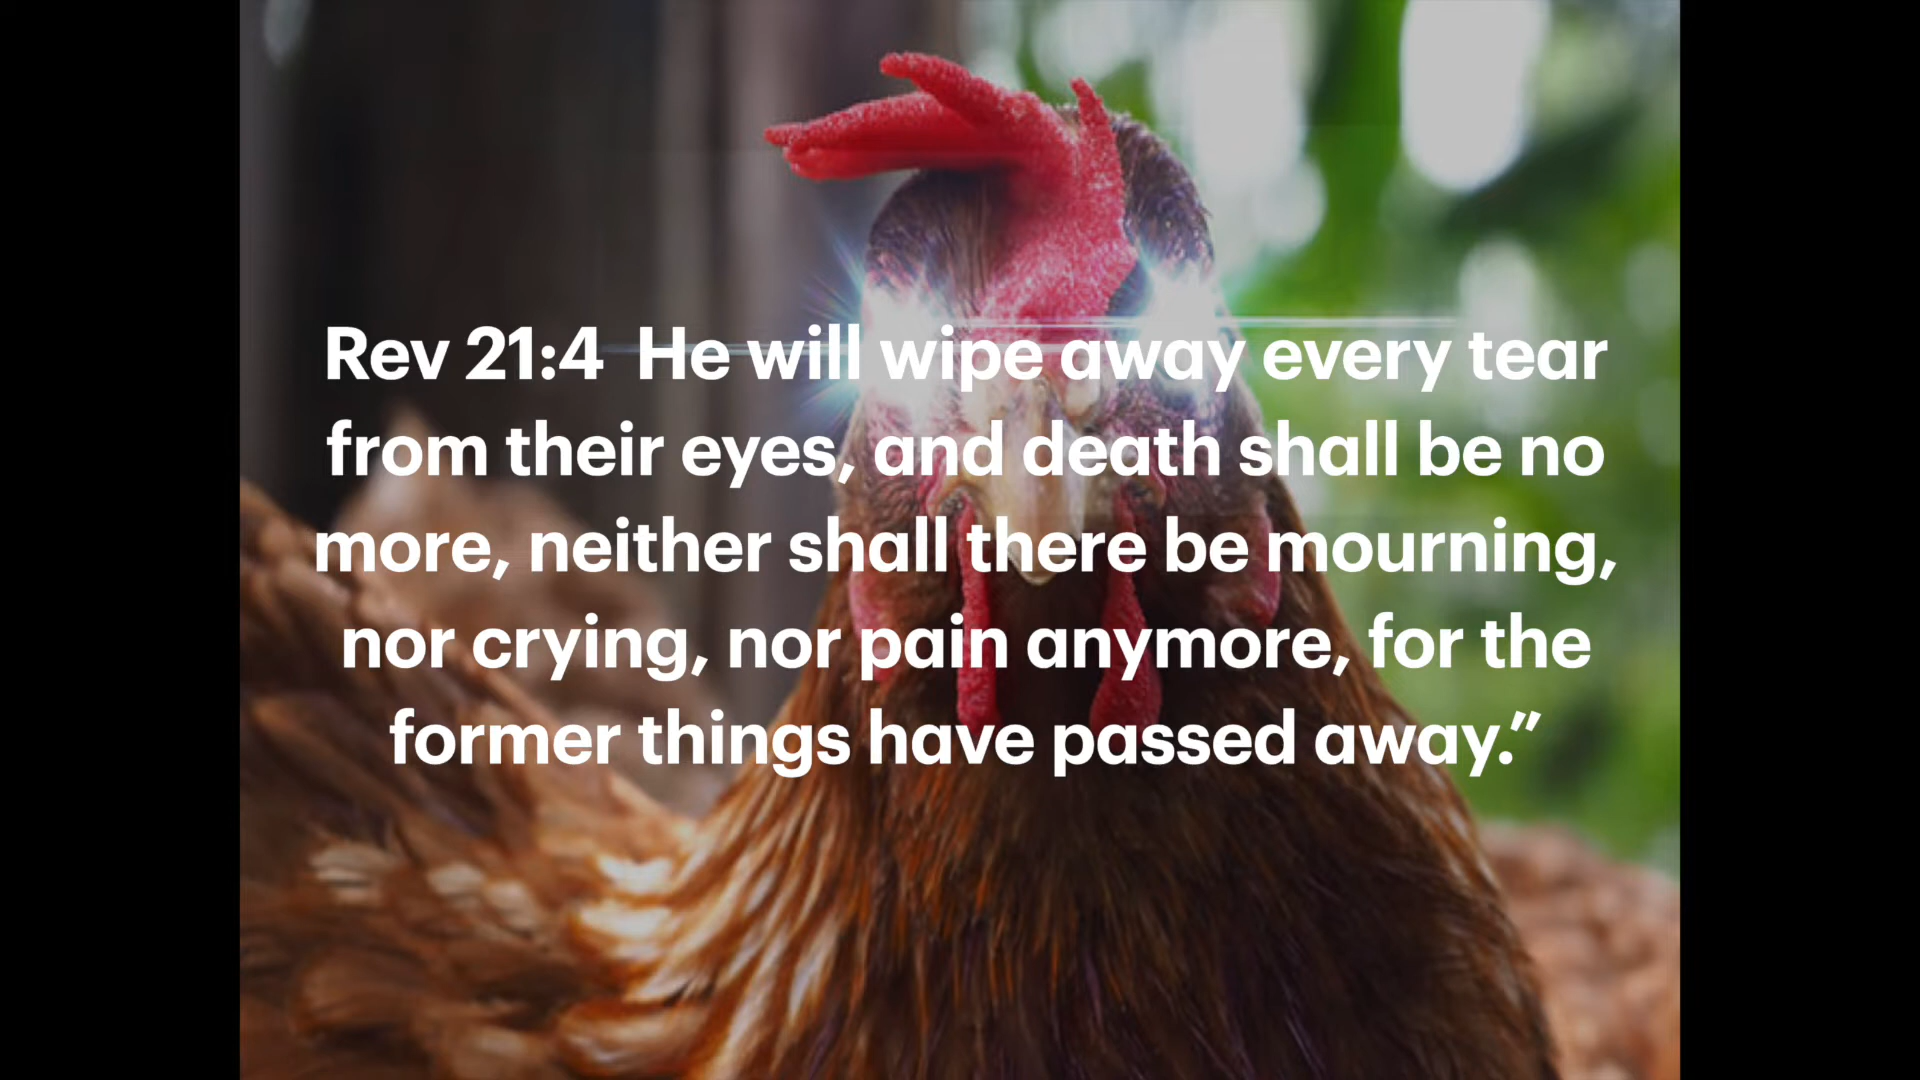 Rev 21:4  He will wipe away every tear
from their eyes, and death shall be no
more, neither shall there be mourning,
nor crying, nor pain anymore, for the
former things have passed away.”